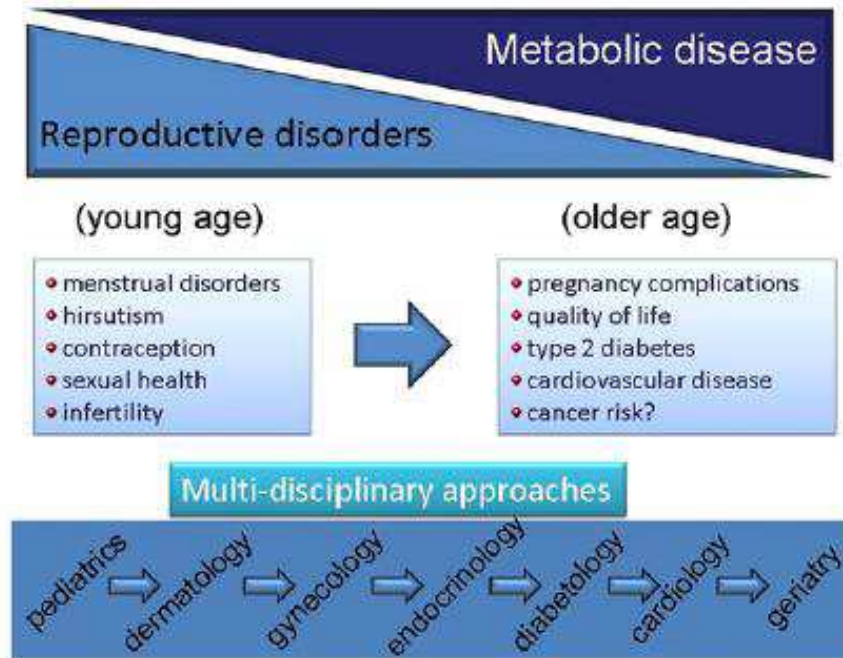 Metabolic disease
Reproductive disorders
(young age)
(older age)
menstrual disorders
hirsutism
contraception
sexual health
infertility
pregnancy complications
quality of life
type 2 diabetes
cardiovascular disease
cancer risk?
Multi-disciplinary approaches
pediatrics
dermatology
gynecology
endocrinology
diabetology
cardiology
geriatry